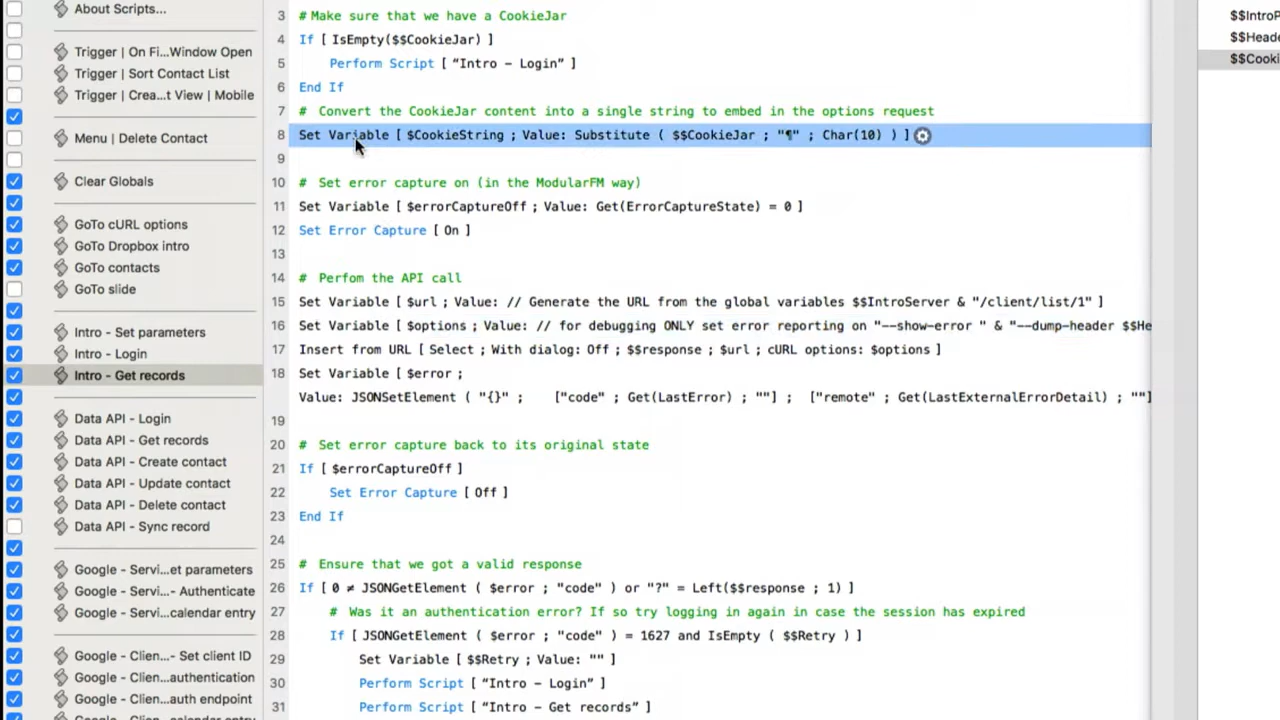 About Scripts...
Trigger | On Fi...Window Open
Trigger | Sort Contact List
Trigger | Crea...t View | Mobile
Menu | Delete Contact
Clear Globals
GoTo cURL options
GoTo Dropbox intro
GoTo contacts
GoTo slide
Intro - Set parameters
Intro - Login
Intro - Get records
Data API - Login
Data API - Get records
Data API - Create contact
Data API - Update contact
Data API - Delete contact
Data API - Sync record
Google - Servi...et parameters
Google - Servi...- Authenticate
Google - Servi...calendar entry
Google - Clien...- Set client ID
Google - Clien...authentication
Google - Clien...auth endpoint
3 # Make sure that we have a CookieJar
4 If [ IsEmpty($$CookieJar) ]
5 Perform Script [ “Intro - Login” ]
6 End If
7 # Convert the CookieJar content into a single string to embed in the options request
8 Set Variable [ $CookieString ; Value: Substitute ( $$CookieJar ; "¶" ; Char(10) ) ]
9
10 # Set error capture on (in the ModularFM way)
11 Set Variable [ $errorCaptureOff ; Value: Get(ErrorCaptureState) = 0 ]
12 Set Error Capture [ On ]
13
14 # Perfom the API call
15 Set Variable [ $url ; Value: // Generate the URL from the global variables $$IntroServer & "/client/list/1" ]
16 Set Variable [ $options ; Value: // for debugging ONLY set error reporting on "--show-error " & "--dump-header $$He
17 Insert from URL [ Select ; With dialog: Off ; $$response ; $url ; cURL options: $options ]
18 Set Variable [ $error ;
Value: JSONSetElement ( "{}" ; ["code" ; Get(LastError) ; ""] ; ["remote" ; Get(LastExternalErrorDetail) ; ""]
19
20 # Set error capture back to its original state
21 If [ $errorCaptureOff ]
22 Set Error Capture [ Off ]
23 End If
24
25 # Ensure that we got a valid response
26 If [ 0 ≠ JSONGetElement ( $error ; "code" ) or "?" = Left($$response ; 1) ]
27 # Was it an authentication error? If so try logging in again in case the session has expired
28 If [ JSONGetElement ( $error ; "code" ) = 1627 and IsEmpty ( $$Retry ) ]
29 Set Variable [ $$Retry ; Value: "" ]
30 Perform Script [ “Intro - Login” ]
31 Perform Script [ “Intro - Get records” ]
$$IntroP
$$Heade
$$Cooki